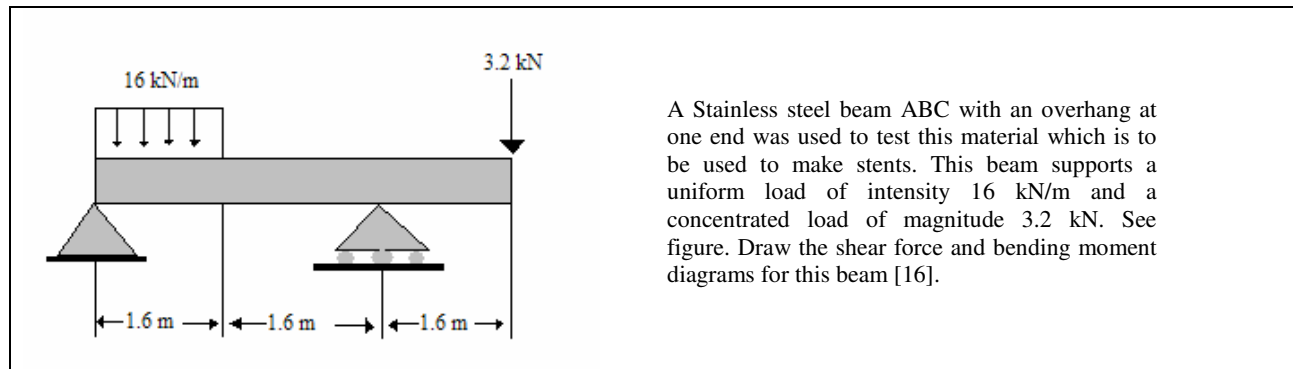 3.2 kN
16 kN/m
1.6 m
1.6 m
1.6 m
A Stainless steel beam ABC with an overhang at
one end was used to test this material which is to
be used to make stents. This beam supports a
uniform load of intensity 16 kN/m and a
concentrated load of magnitude 3.2 kN. See
figure. Draw the shear force and bending moment
diagrams for this beam [16].